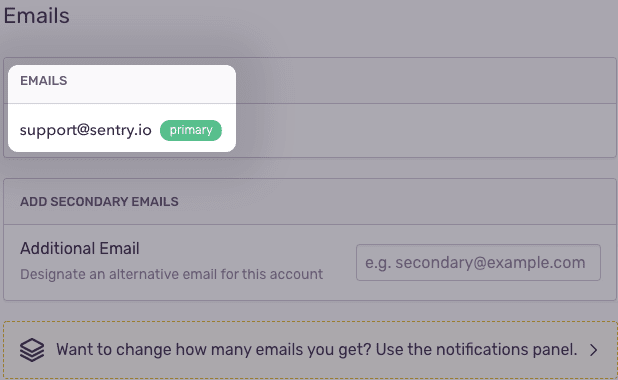 Emails
EMAILS
support@sentry.io primary
ADD SECONDARY EMAILS
Additional Email
Designate an alternative email for this account
e.g. secondary@example.com
Want to change how many emails you get? Use the notifications panel.